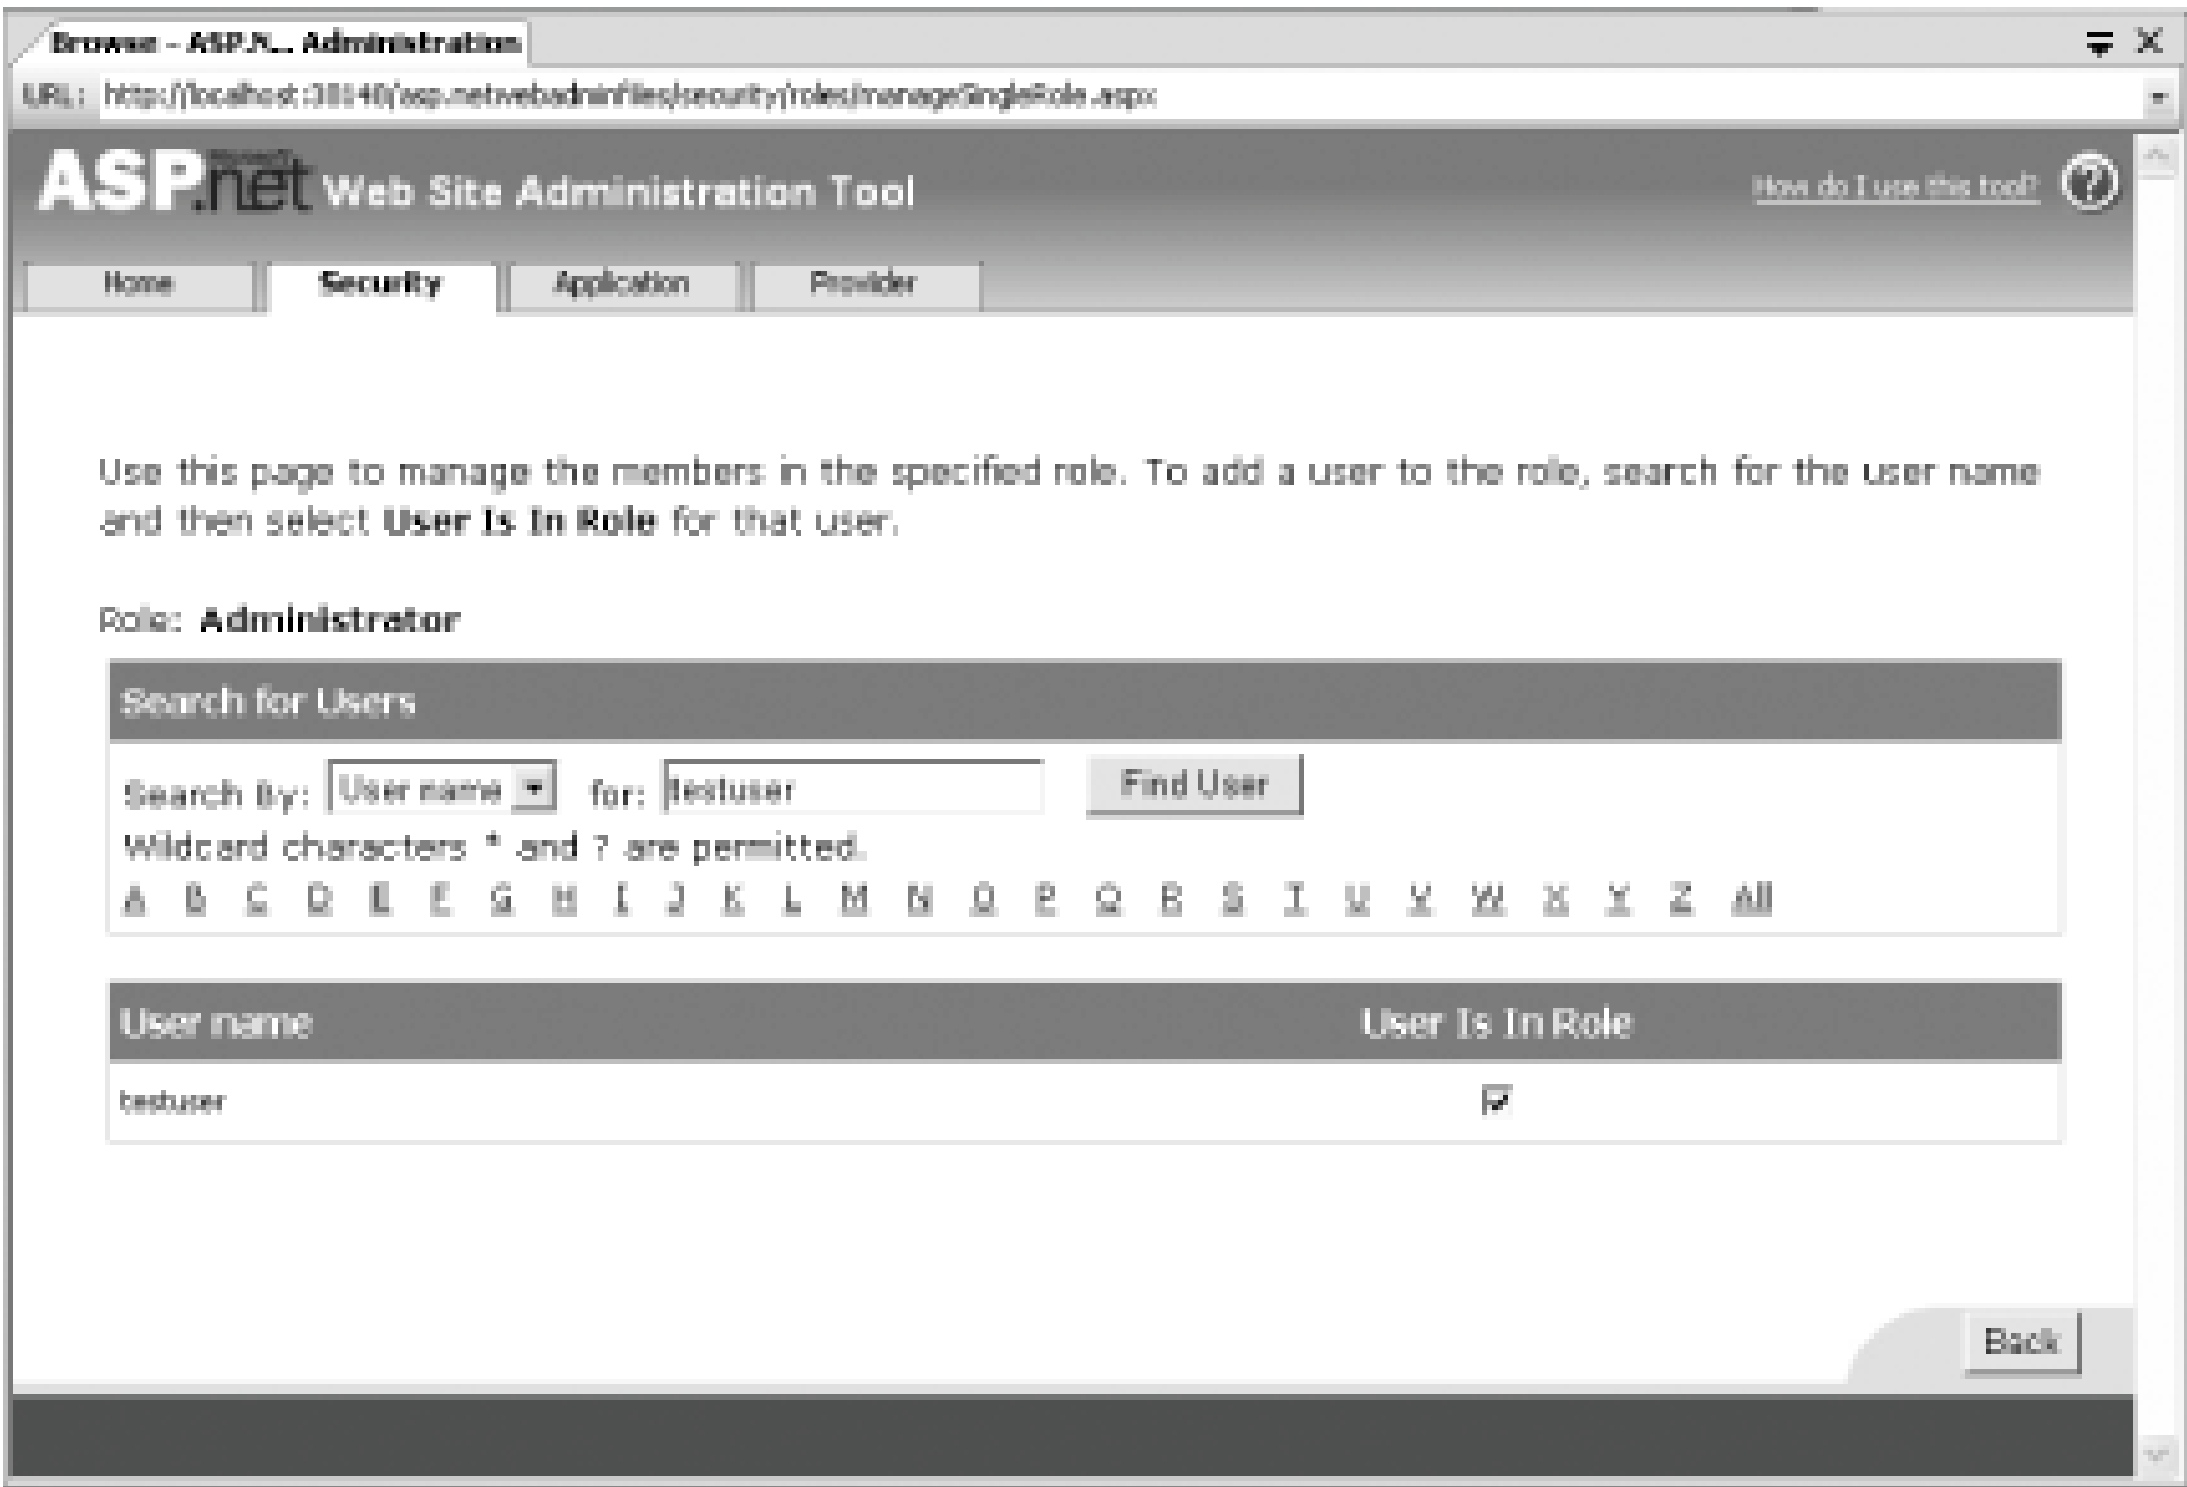 Browse - ASP.N... Administration
URL: http://localhost:38140/asp.netwebadminfiles/security/roles/manageSingleRole.aspx
ASP.net Web Site Administration Tool
How do I use this tool?
Home Security Application Provider
Use this page to manage the members in the specified role. To add a user to the role, search for the user name
and then select User Is In Role for that user.
Role: Administrator
Search for Users
Search By: User name for: testuser Find User
Wildcard characters * and ? are permitted.
A B C D E F G H I J K L M N O P Q R S T U V W X Y Z All
User name User Is In Role
testuser
Back